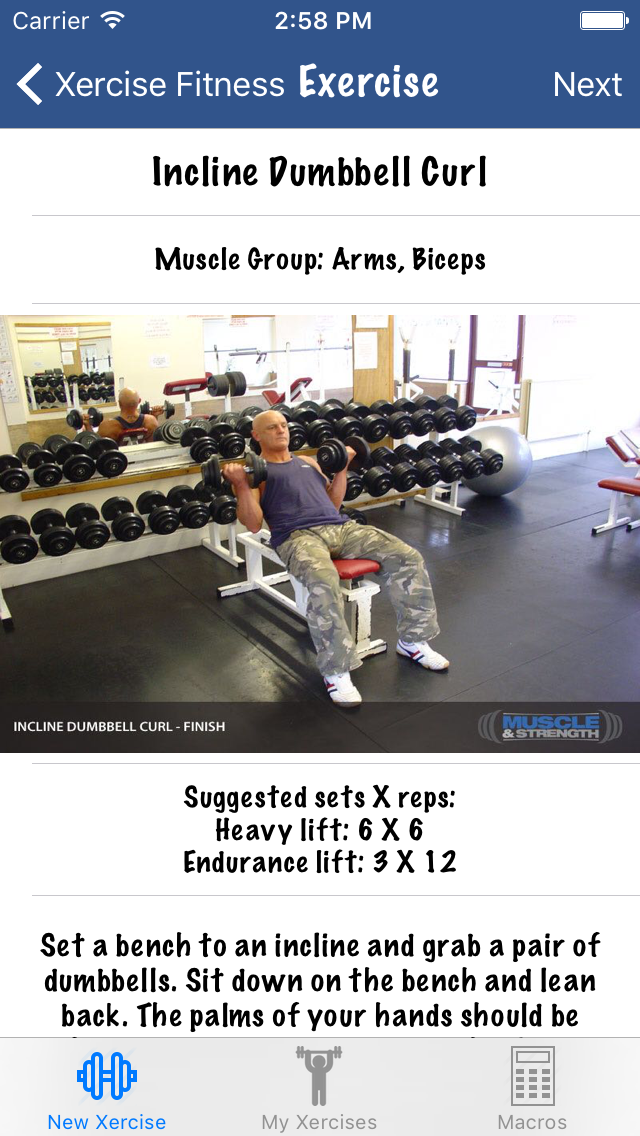 Carrier
2:58 PM
Xercise Fitness
Exercise
Next
Incline Dumbbell Curl
Muscle Group: Arms, Biceps
INCLINE DUMBBELL CURL - FINISH
MUSCLE
& STRENGTH
Suggested sets X reps:
Heavy lift: 6 X 6
Endurance lift: 3 X 12
Set a bench to an incline and grab a pair of
dumbbells. Sit down on the bench and lean
back. The palms of your hands should be
New Xercise
My Xercises
Macros